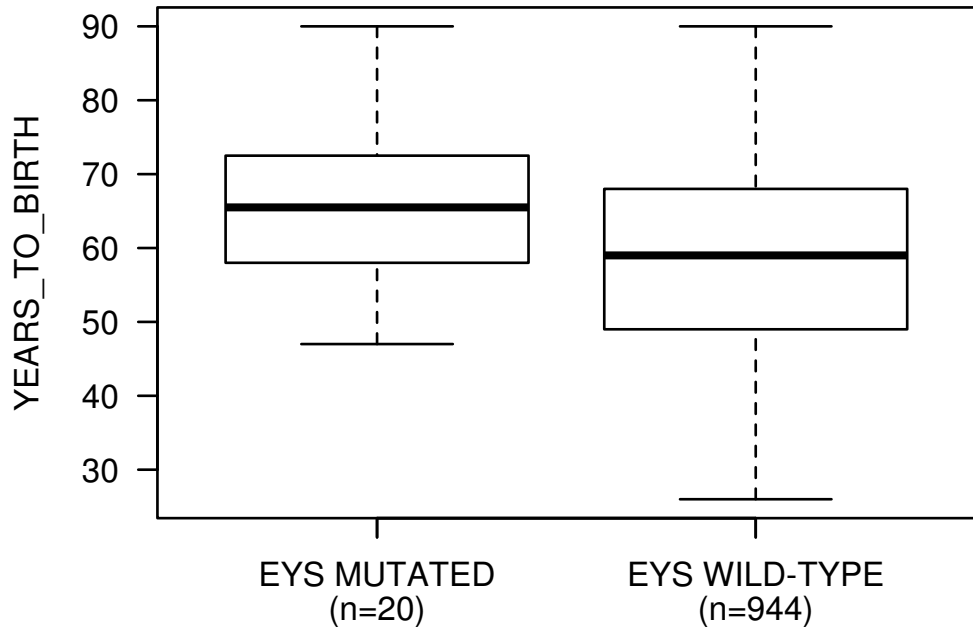 YEARS_TO_BIRTH
90
80
70
60
50
40
30
EYS MUTATED
(n=20)
EYS WILD-TYPE
(n=944)